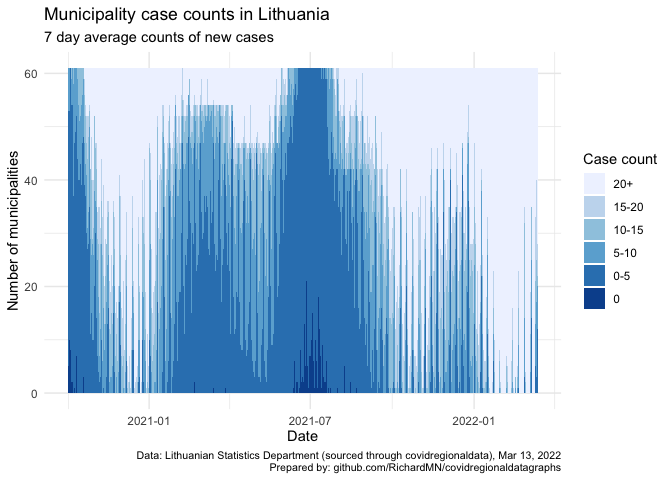 Municipality case counts in Lithuania
7 day average counts of new cases
Number of municipalities
60
40
20
0
2021-01
2021-07
2022-01
Date
Case count
20+
15-20
10-15
5-10
0-5
0
Data: Lithuanian Statistics Department (sourced through covidregionaldata), Mar 13, 2022
Prepared by: github.com/RichardMN/covidregionaldatagraphs